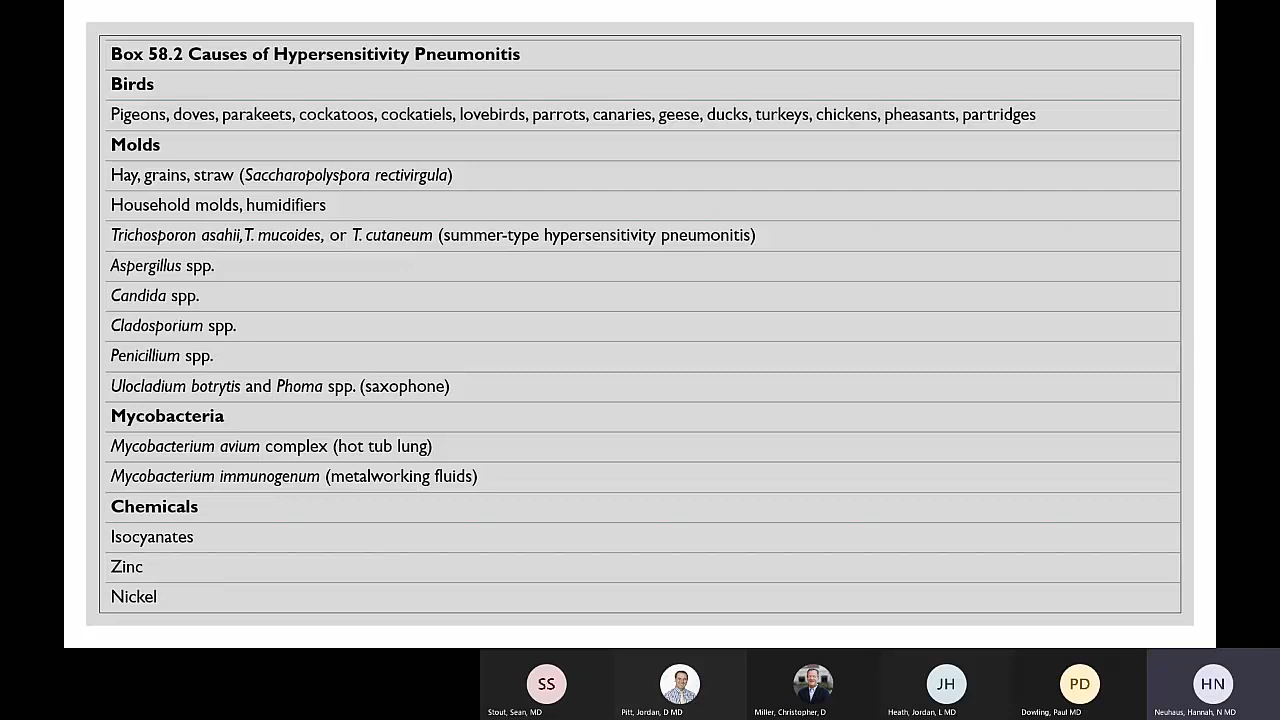 Box 58.2 Causes of Hypersensitivity Pneumonitis
Birds
Pigeons, doves, parakeets, cockatoos, cockatiels, lovebirds, parrots, canaries, geese, ducks, turkeys, chickens, pheasants, partridges
Molds
Hay, grains, straw (Saccharopolyspora rectivirgula)
Household molds, humidifiers
Trichosporon asahii, T. mucoides, or T. cutaneum (summer-type hypersensitivity pneumonitis)
Aspergillus spp.
Candida spp.
Cladosporium spp.
Penicillium spp.
Ulocladium botrytis and Phoma spp. (saxophone)
Mycobacteria
Mycobacterium avium complex (hot tub lung)
Mycobacterium immunogenum (metalworking fluids)
Chemicals
Isocyanates
Zinc
Nickel
SS JH PD HN
Stout, Sean, MD Pitt, Jordan, D MD Miller, Christopher, D Heath, Jordan, L MD Dowling, Paul MD Neuhaus, Hannah, N MD